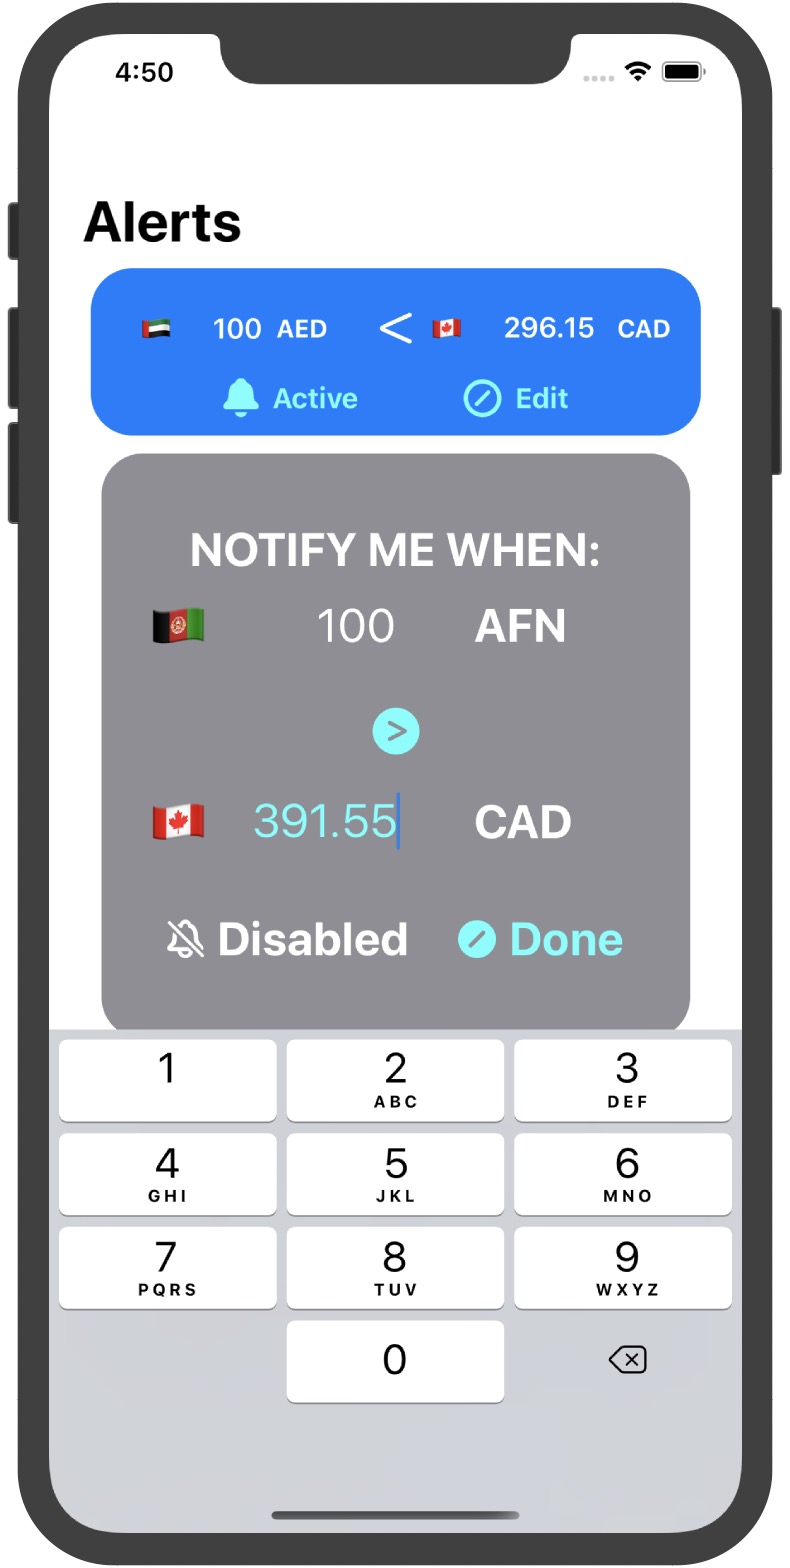 4:50
Alerts
100 AED < 296.15 CAD
Active Edit
NOTIFY ME WHEN:
100 AFN
>
391.55 CAD
Disabled Done
1 2 3
ABC DEF
4 5 6
GHI JKL MNO
7 8 9
PQRS TUV WXYZ
0